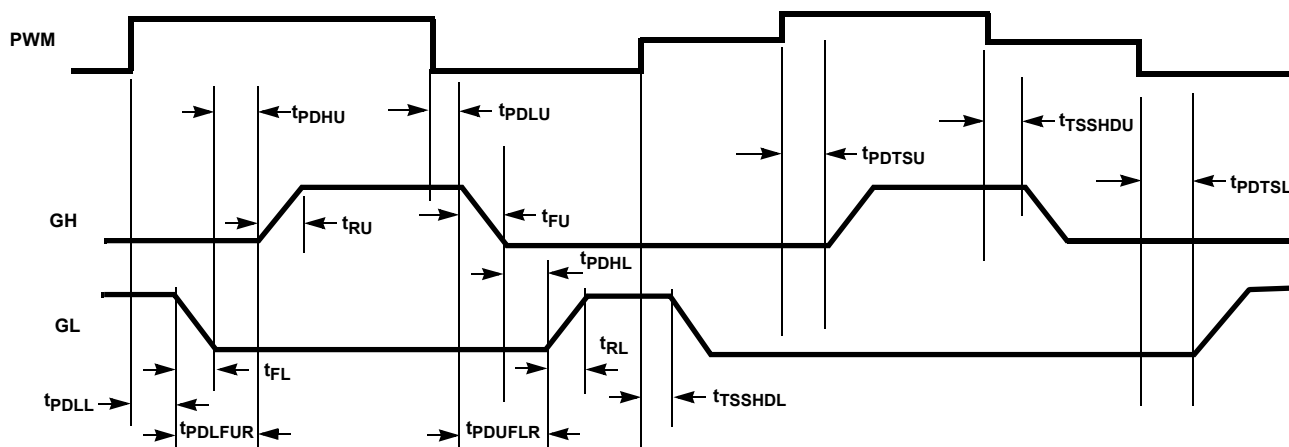 PWM
tPDHU
tPDLU
tTSSHDU
tPDTSU
tPDTSL
GH
tRU
tFU
tPDHL
GL
tRL
tFL
tPDLL
tTSSHDL
tPDLFUR
tPDUFLR